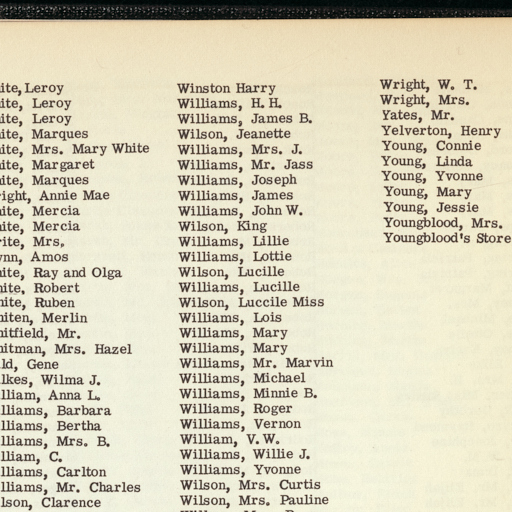 ite, Leroy
ite, Leroy
ite, Leroy
ite, Marques
ite, Mrs. Mary White
ite, Margaret
ite, Marques
ight, Annie Mae
ite, Mercia
ite, Mercia
rite, Mrs.
ynn, Amos
ite, Ray and Olga
ite, Robert
hite, Ruben
hiten, Merlin
hitfield, Mr.
hitman, Mrs. Hazel
ld, Gene
lkes, Wilma J.
lliam, Anna L.
lliams, Barbara
lliams, Bertha
lliams, Mrs. B.
lliam, C.
lliams, Carlton
lliams, Mr. Charles
lson, Clarence
Winston Harry
Williams, H. H.
Williams, James B.
Wilson, Jeanette
Williams, Mrs. J.
Williams, Mr. Jass
Williams, Joseph
Williams, James
Williams, John W.
Wilson, King
Williams, Lillie
Williams, Lottie
Wilson, Lucille
Williams, Lucille
Wilson, Luccile Miss
Williams, Lois
Williams, Mary
Williams, Mary
Williams, Mr. Marvin
Williams, Michael
Williams, Minnie B.
Williams, Roger
Williams, Vernon
William, V. W.
Williams, Willie J.
Williams, Yvonne
Wilson, Mrs. Curtis
Wilson, Mrs. Pauline
Wright, W. T.
Wright, Mrs.
Yates, Mr.
Yelverton, Henry
Young, Connie
Young, Linda
Young, Yvonne
Young, Mary
Young, Jessie
Youngblood, Mrs.
Youngblood's Store